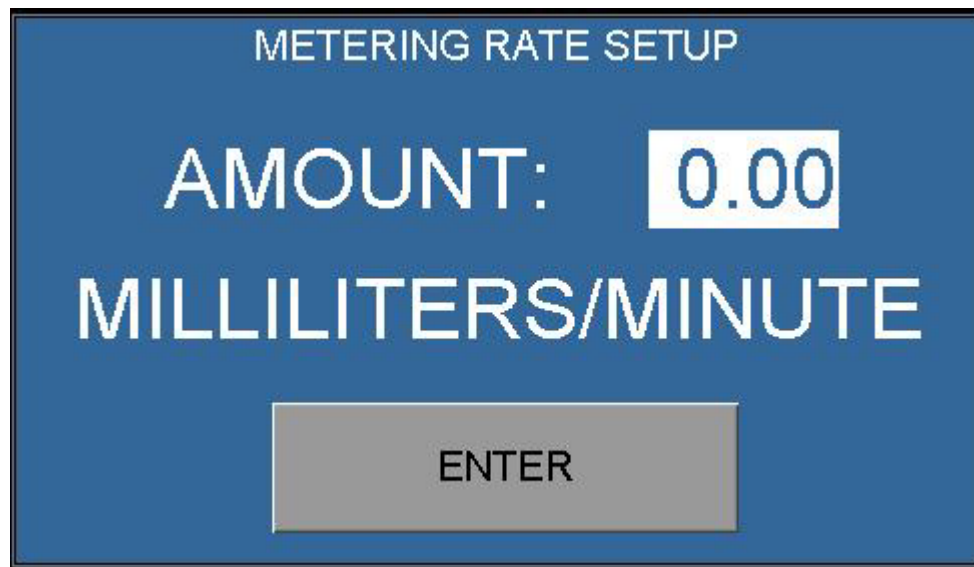 METERING RATE SETUP
AMOUNT: 0.00
MILLILITERS/MINUTE
ENTER